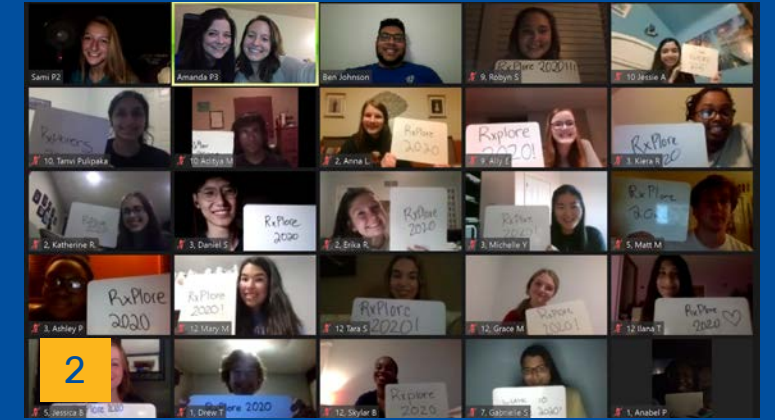 Sami P2
Amanda P3
Ben Johnson
RxPlore 2020!!!
9. Robyn S
10 Jessie A
RxPlorers
10. Tanvi Pulipaka
10 Aditya M
RxPlore
2020
2, Anna L.
RxPlore
2020!
9. Ally E
RxPlore
2020
3. Kiera R
RxPlore
2020
2, Katherine R.
RxPlore
2020
3, Daniel S
RxPlore
2020
2, Erika R.
RxPlore
2020
3, Michelle Y
RxPlore
5, Matt M
RxPlore
2020
3, Ashley P
RxPlore
2020!
12 Mary M
RxPlore
2020!
12 Tara S
2020!
12, Grace M
RxPlore
2020
12 Ilana T
2
5, Jessica B
2020
1, Drew T
Rxplore
2020
12, Skylar B
2020!
7, Gabrielle S
1, Anabel P